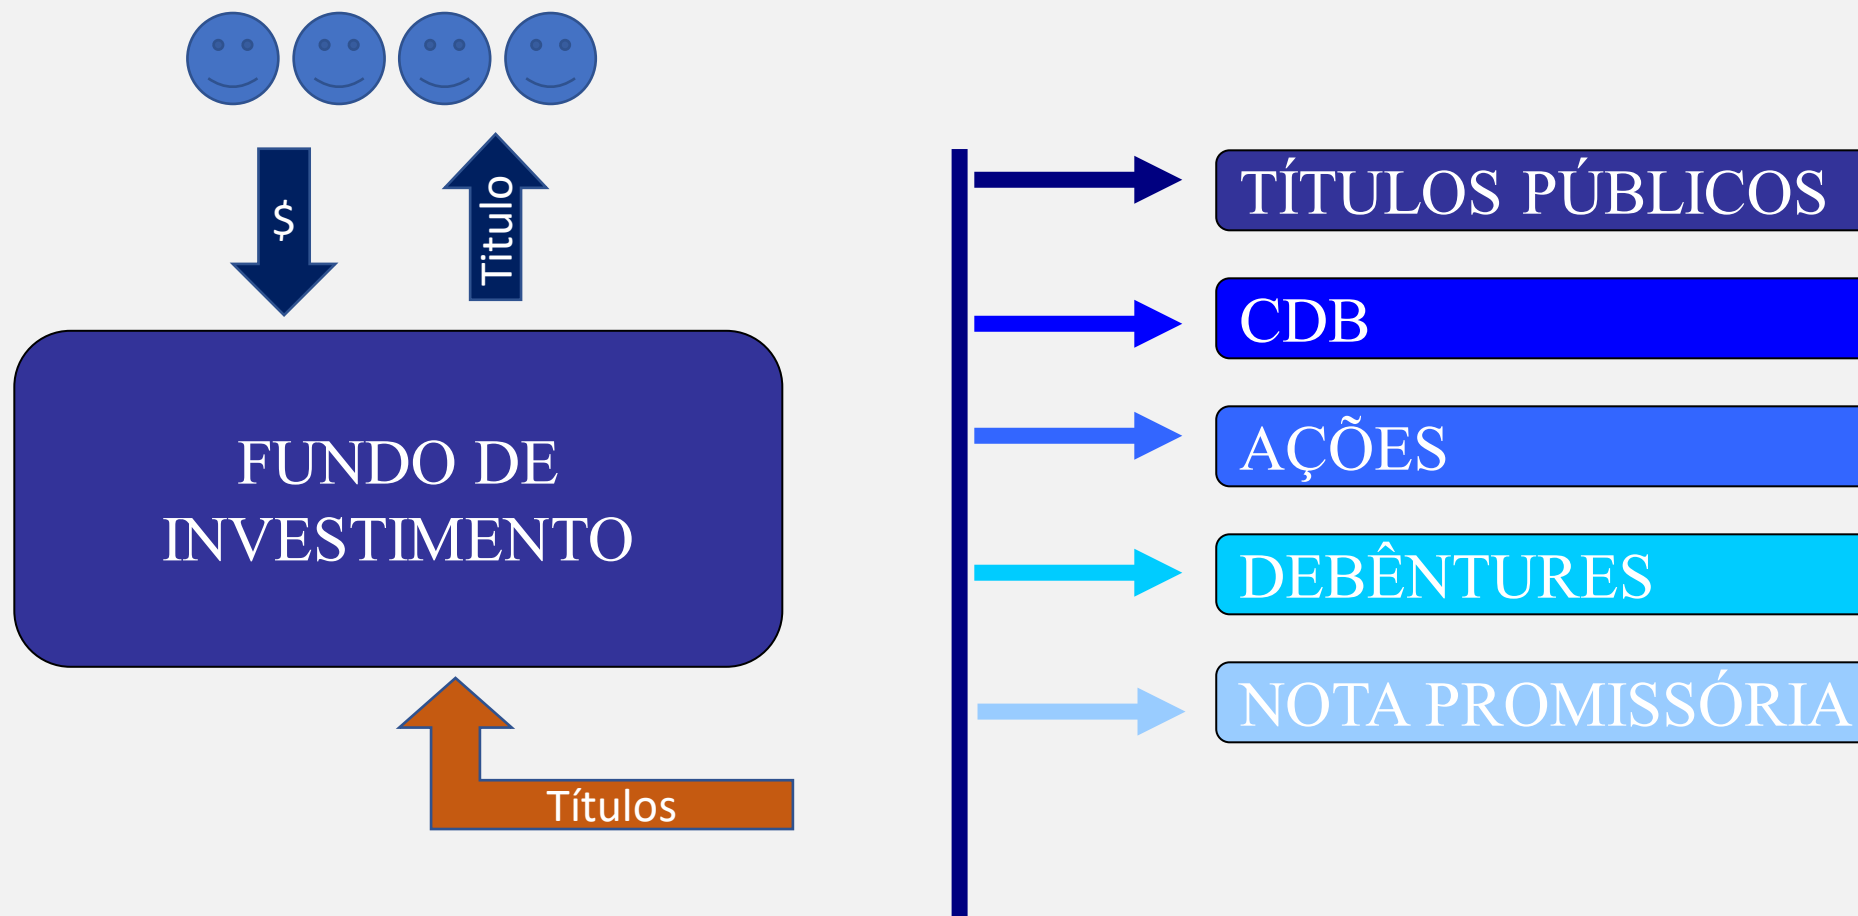 $
Titulo
FUNDO DE
INVESTIMENTO
Títulos
TÍTULOS PÚBLICOS
CDB
AÇÕES
DEBÊNTURES
NOTA PROMISSÓRIA